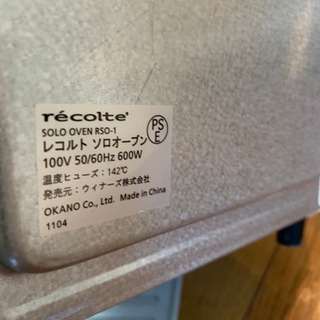 récolte®
SOLO OVEN RSO-1
レコルト ソロオーブン
100V 50/60Hz 600W
温度ヒューズ：142℃
発売元：ウィナーズ株式会社
OKANO Co., Ltd. Made in China
1104
PS
E